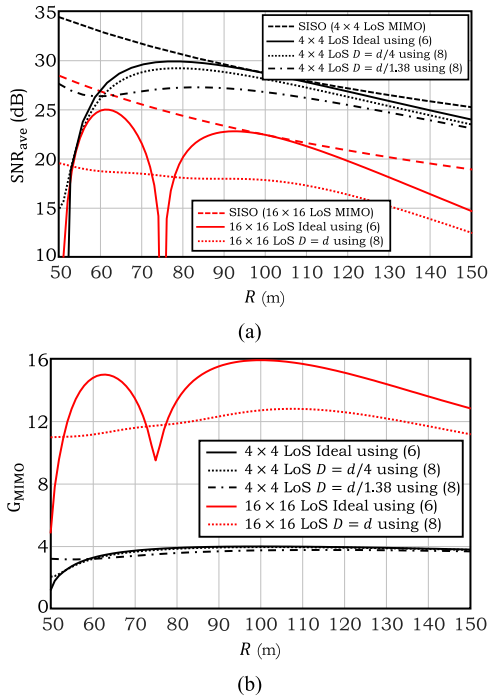 35
30
25
20
15
10
SNRave (dB)
SISO (4 × 4 LoS MIMO)
4 × 4 LoS Ideal using (6)
4 × 4 LoS D = d/4 using (8)
4 × 4 LoS D = d/1.38 using (8)
SISO (16 × 16 LoS MIMO)
16 × 16 LoS Ideal using (6)
16 × 16 LoS D = d using (8)
50 60 70 80 90 100 110 120 130 140 150
R (m)
(a)
16
12
8
4
0
GMIMO
4 × 4 LoS Ideal using (6)
4 × 4 LoS D = d/4 using (8)
4 × 4 LoS D = d/1.38 using (8)
16 × 16 LoS Ideal using (6)
16 × 16 LoS D = d using (8)
50 60 70 80 90 100 110 120 130 140 150
R (m)
(b)